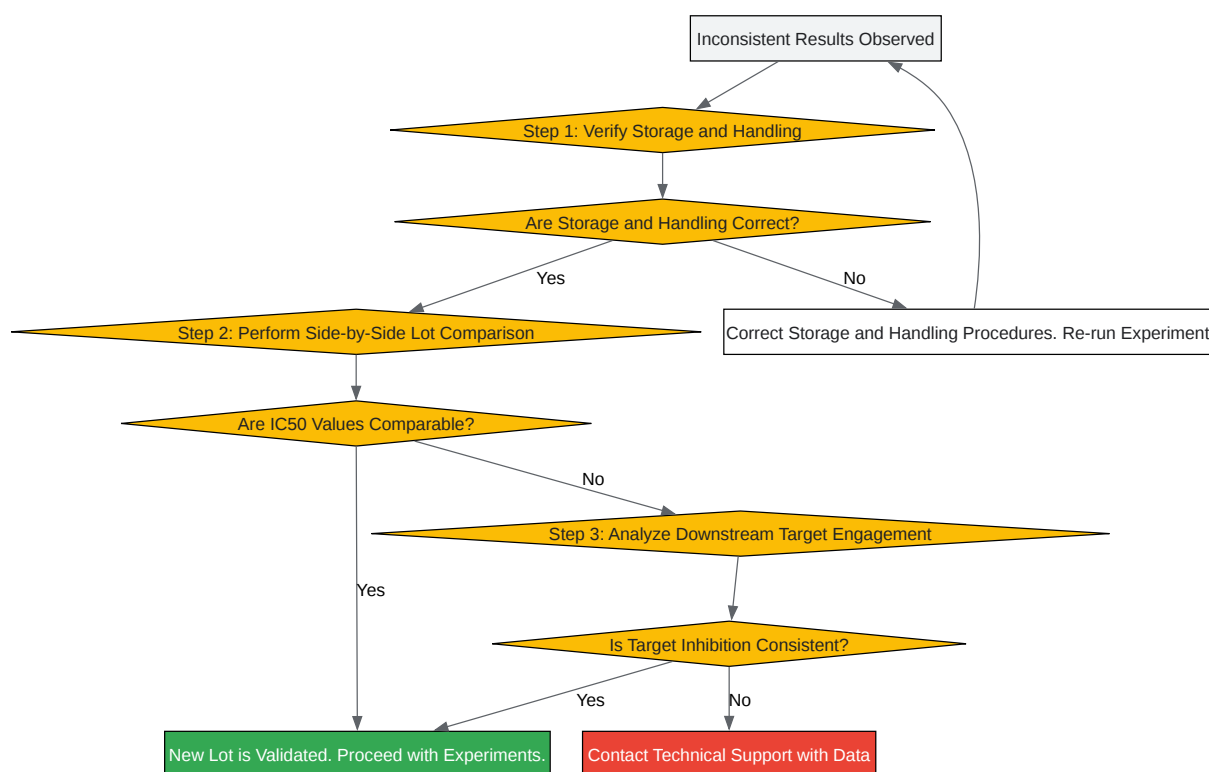 Inconsistent Results Observed
Step 1: Verify Storage and Handling
Are Storage and Handling Correct?
Yes
No
Step 2: Perform Side-by-Side Lot Comparison
Correct Storage and Handling Procedures. Re-run Experiment
Are IC50 Values Comparable?
No
Step 3: Analyze Downstream Target Engagement
Yes
Is Target Inhibition Consistent?
Yes
No
New Lot is Validated. Proceed with Experiments.
Contact Technical Support with Data